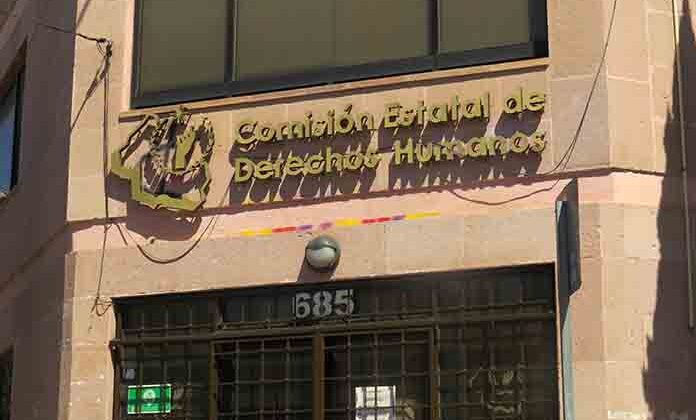 Comisión Estatal de
Derechos Humanos
685